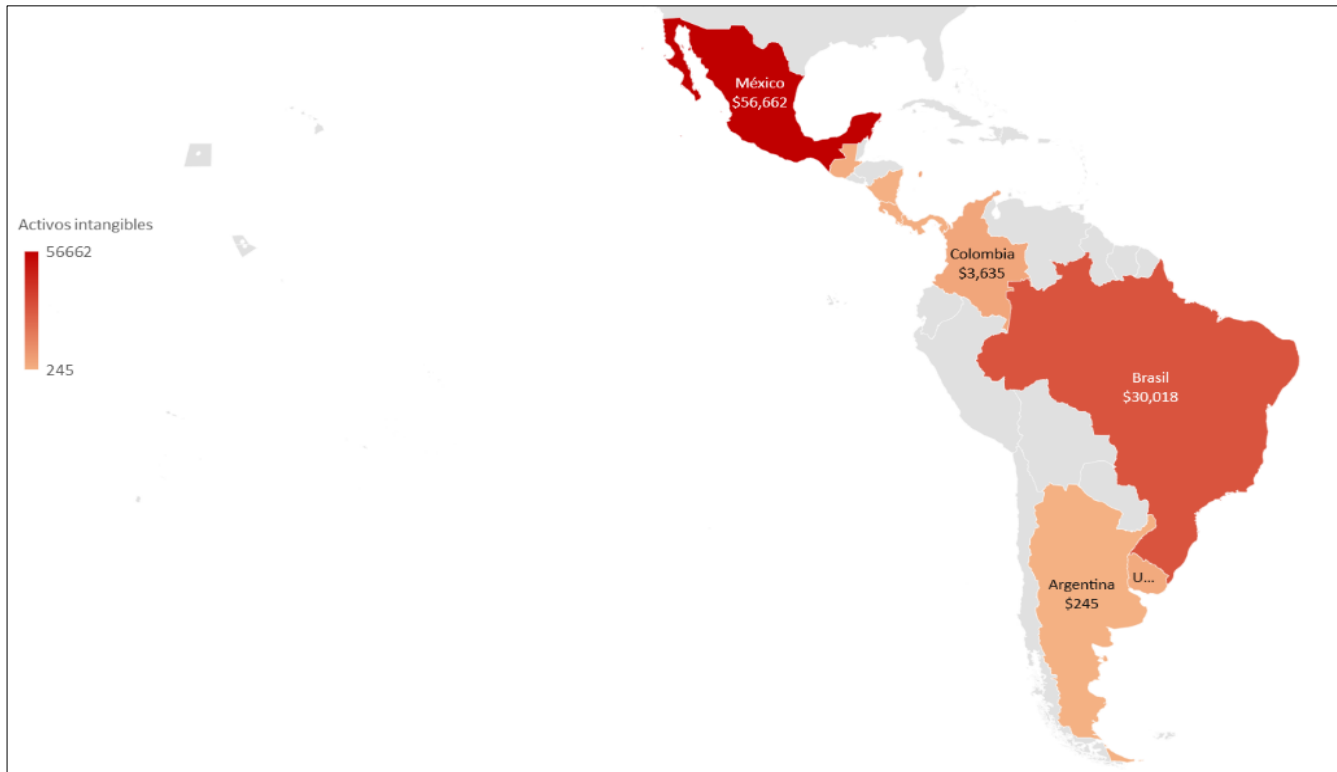 México
$56,662
Activos intangibles
56662
245
Colombia
$3,635
Brasil
$30,018
Argentina
$245
U...